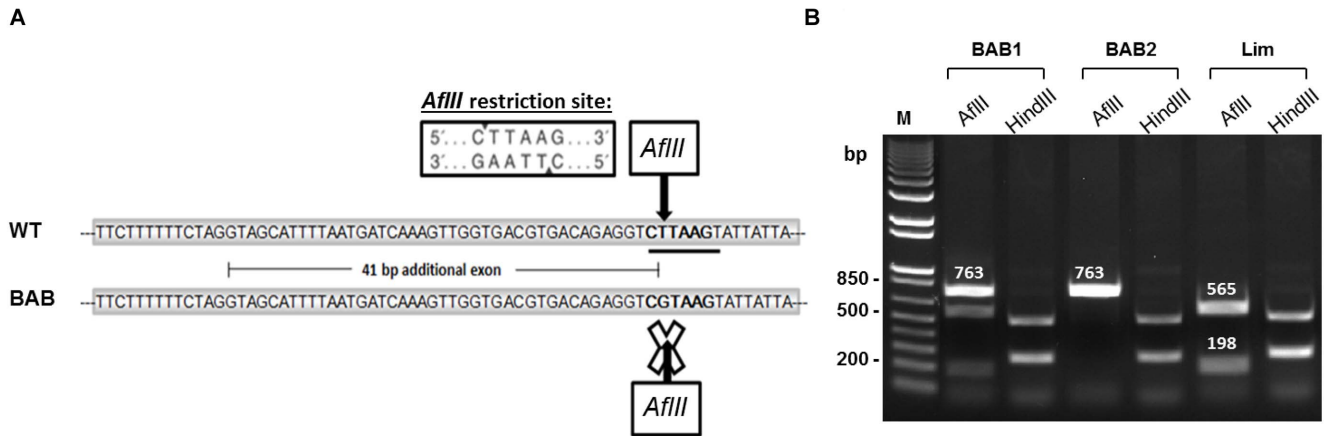 A
AflII restriction site:
5´...CTTAAG...3´
3´...GAATTC...5´
AflII
WT
---TTCTTTTTTCTAGGTAGCATTTTAATGATCAAAGTTGGTGACGTGACAGAGGTCTTAAGTATTATTA---
41 bp additional exon
BAB
---TTCTTTTTTCTAGGTAGCATTTTAATGATCAAAGTTGGTGACGTGACAGAGGTCGTAAGTATTATTA---
AflII
B
BAB1 BAB2 Lim
M AflII HindIII AflII HindIII AflII HindIII
bp
850 -
500 -
200 -
763 763 565
198